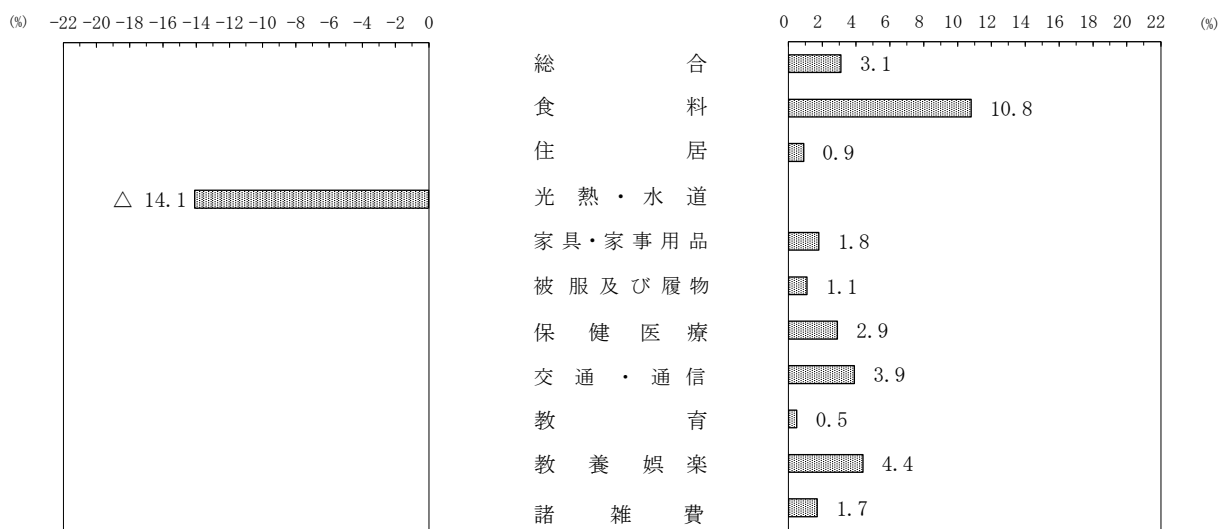 (%) −22 −20 −18 −16 −14 −12 −10 −8 −6 −4 −2 0 0 2 4 6 8 10 12 14 16 18 20 22 (%)
総合 3.1
食料 10.8
住居 0.9
△ 14.1 光熱・水道
家具・家事用品 1.8
被服及び履物 1.1
保健医療 2.9
交通・通信 3.9
教育 0.5
教養娯楽 4.4
諸雑費 1.7